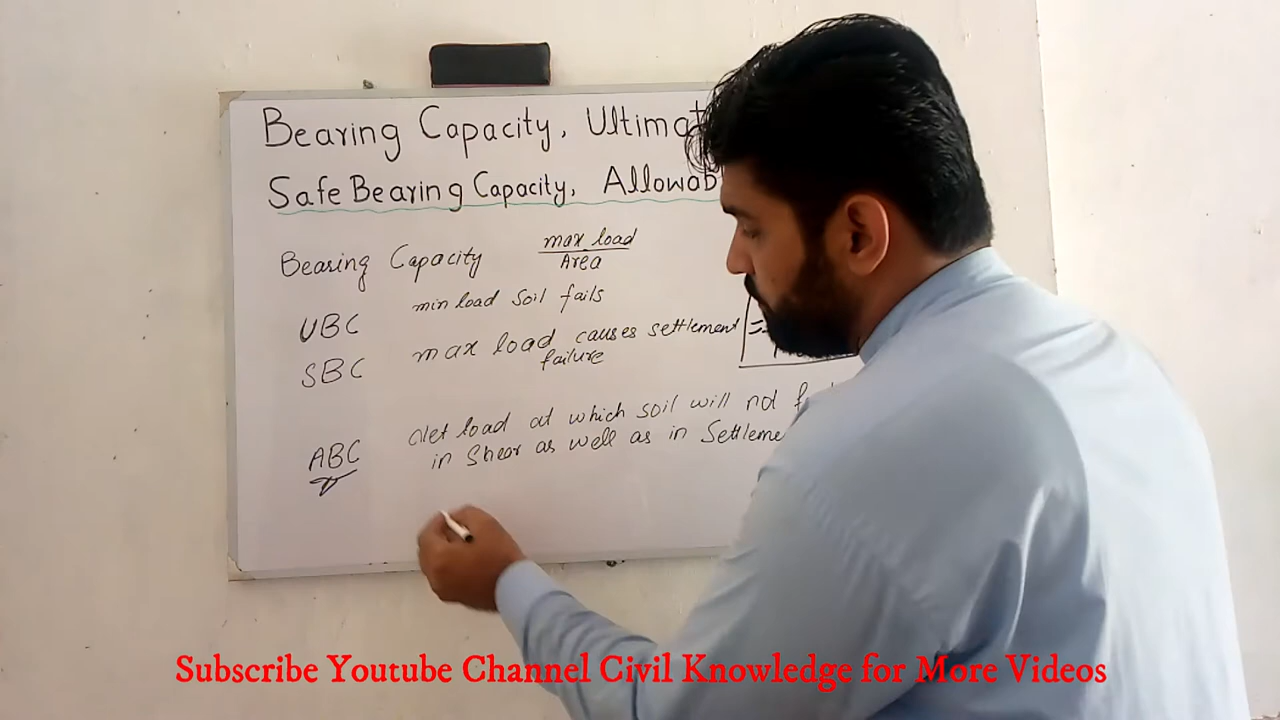 Bearing Capacity, Ultimat
Safe Bearing Capacity, Allowab
Bearing Capacity max load
Area
UBC min load soil fails
SBC max load causes settlement =
failure
ABC Net load at which soil will not f
in Shear as well as in Settleme
Subscribe Youtube Channel Civil Knowledge for More Videos